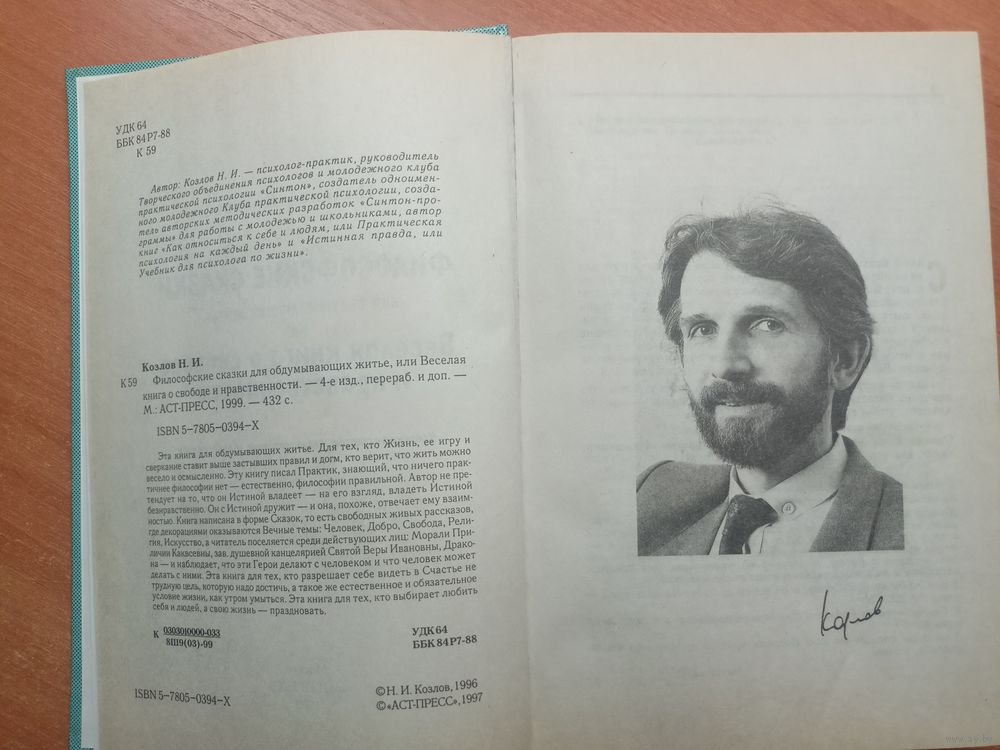 УДК 64
ББК 84Р7-88
К 59
Автор: Козлов Н. И. — психолог-практик, руководитель
Творческого объединения психологов и молодежного клуба
практической психологии «Синтон», создатель одноимен-
ного молодежного Клуба практической психологии, созда-
тель авторских методических разработок «Синтон-про-
граммы» для работы с молодежью и школьниками, автор
книг «Как относиться к себе и людям, или Практическая
психология на каждый день» и «Истинная правда, или
Учебник для психолога по жизни».
Козлов Н. И.
К 59 Философские сказки для обдумывающих житье, или Веселая
книга о свободе и нравственности. — 4-е изд., перераб. и доп. —
М.: АСТ-ПРЕСС, 1999. — 432 с.
ISBN 5-7805-0394-X
Эта книга для обдумывающих житье. Для тех, кто Жизнь, ее игру и
сверкание ставит выше застывших правил и догм, кто верит, что жить можно
весело и осмысленно. Эту книгу писал Практик, знающий, что ничего прак-
тичнее философии нет — естественно, философии правильной. Автор не пре-
тендует на то, что он Истиной владеет — на его взгляд, владеть Истиной
безнравственно. Он с Истиной дружит — и она, похоже, отвечает ему взаим-
ностью. Книга написана в форме Сказок, то есть свободных живых рассказов,
где декорациями оказываются Вечные темы: Человек, Добро, Свобода, Рели-
гия, Искусство, а читатель поселяется среди действующих лиц: Морали При-
личии Каквсевны, зав. душевной канцелярией Святой Веры Ивановны, Драко-
на — и наблюдает, что эти Герои делают с человеком и что человек может
делать с ними. Эта книга для тех, кто разрешает себе видеть в Счастье не
трудную цель, которую надо достичь, а такое же естественное и обязательное
условие жизни, как утром умыться. Эта книга для тех, кто выбирает любить
себя и людей, а свою жизнь — праздновать.
К 0303010000-033
8Ш9(03)-99
УДК 64
ББК 84Р7-88
ISBN 5-7805-0394-X
© Н. И. Козлов, 1996
© «АСТ-ПРЕСС», 1997
Козлов
www.ay.by